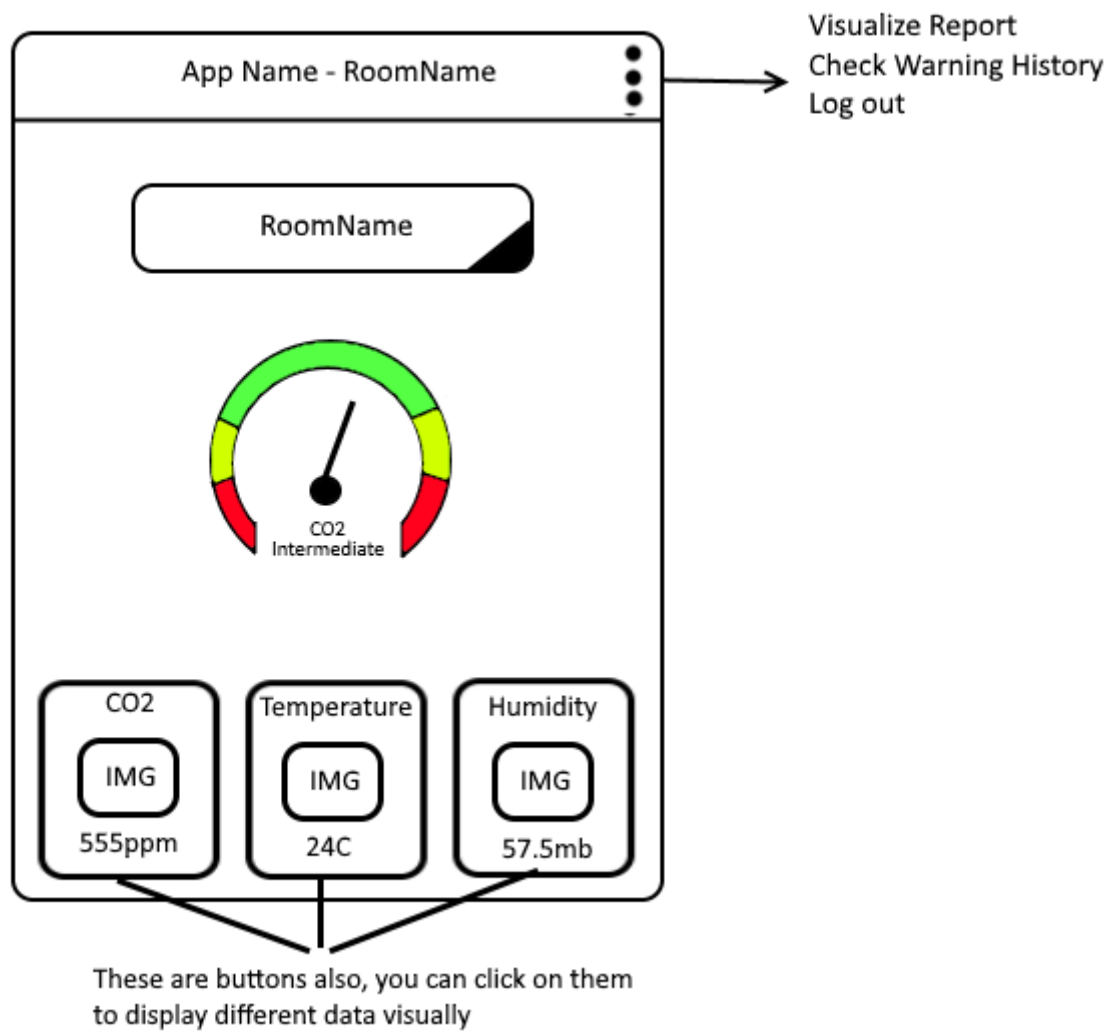 Visualize Report
Check Warning History
Log out
App Name - RoomName
RoomName
CO2
Intermediate
CO2
IMG
555ppm
Temperature
IMG
24C
Humidity
IMG
57.5mb
These are buttons also, you can click on them
to display different data visually